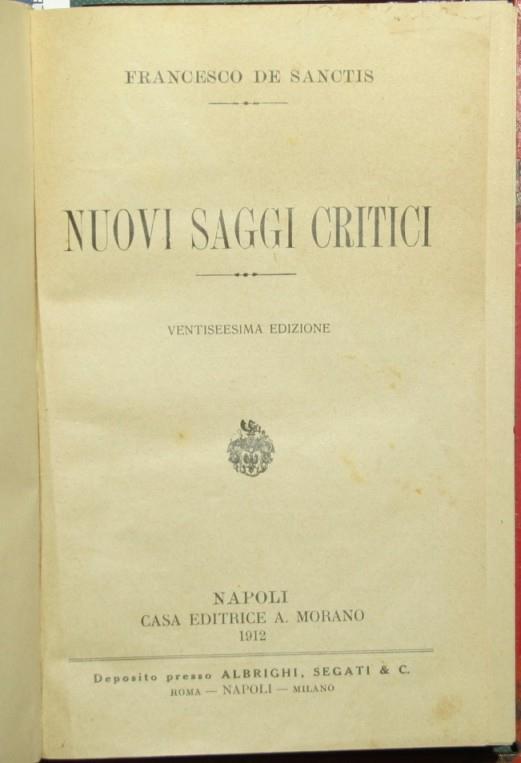 FRANCESCO DE SANCTIS
NUOVI SAGGI CRITICI
VENTISEESIMA EDIZIONE
NAPOLI
CASA EDITRICE A. MORANO
1912
Deposito presso ALBRIGHI, SEGATI & C.
ROMA — NAPOLI — MILANO